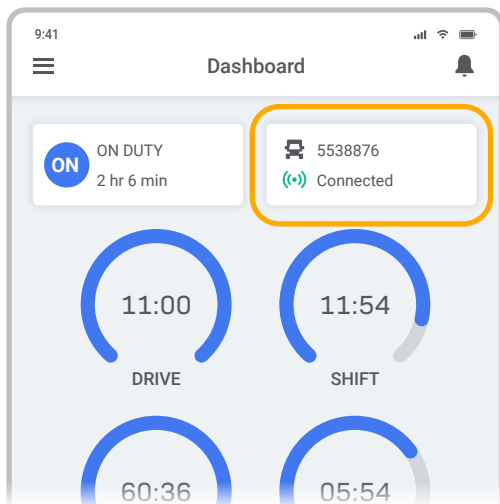 9:41
Dashboard
ON
ON DUTY
2 hr 6 min
5538876
Connected
11:00
DRIVE
11:54
SHIFT
60:36
05:54